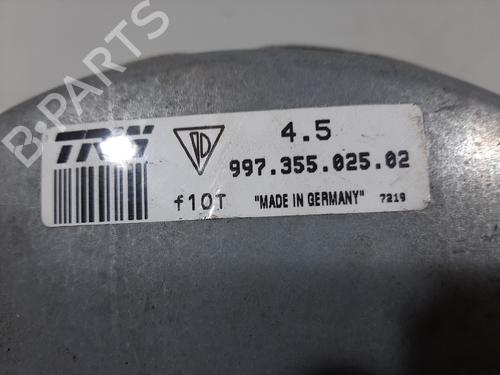 B-PARTS
TRW
4.5
997.355.025.02
f10T
"MADE IN GERMANY"
7219